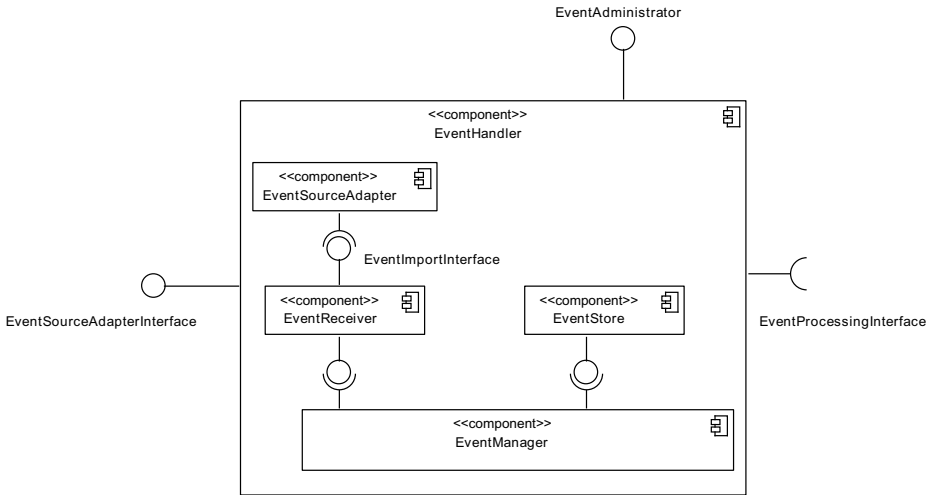 EventAdministrator
<<component>>
EventHandler
<<component>>
EventSourceAdapter
EventImportInterface
<<component>>
EventReceiver
<<component>>
EventStore
EventSourceAdapterInterface
EventProcessingInterface
<<component>>
EventManager